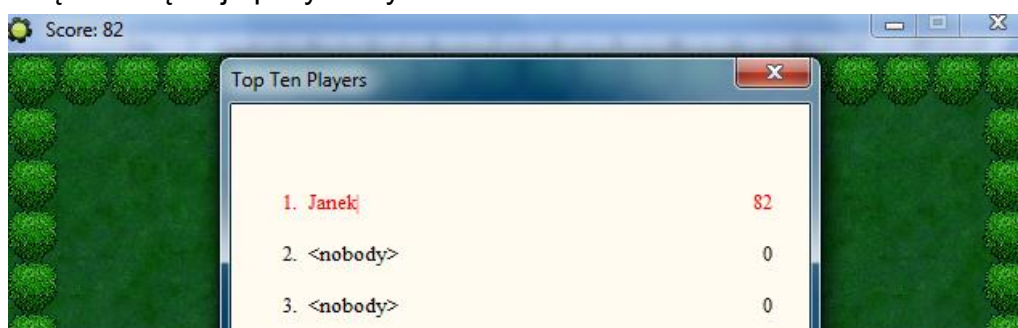 Score: 82
Top Ten Players
1. Janek 82
2. <nobody> 0
3. <nobody> 0